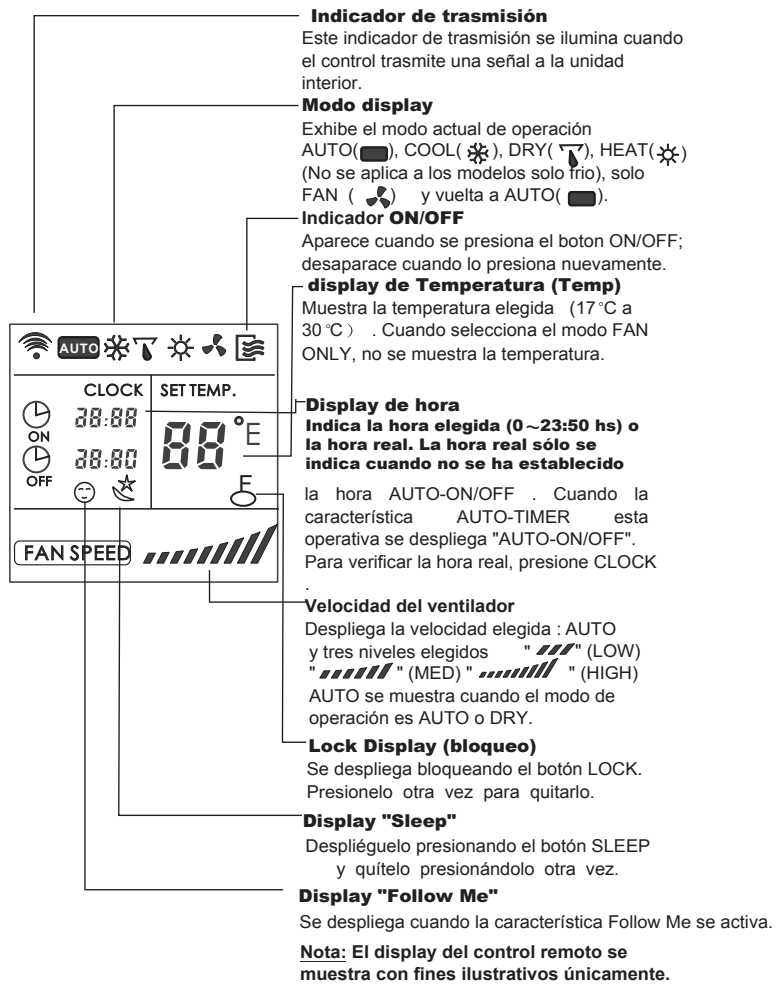 Indicador de trasmisión
Este indicador de trasmisión se ilumina cuando
el control trasmite una señal a la unidad
interior.
Modo display
Exhibe el modo actual de operación
AUTO( ), COOL( ), DRY( ), HEAT( )
(No se aplica a los modelos solo frio), solo
FAN ( ) y vuelta a AUTO( ).
Indicador ON/OFF
Aparece cuando se presiona el boton ON/OFF;
desaparace cuando lo presiona nuevamente.
display de Temperatura (Temp)
Muestra la temperatura elegida (17°C a
30°C) . Cuando selecciona el modo FAN
ONLY, no se muestra la temperatura.
AUTO
CLOCK
SET TEMP.
ON
28:88
88°E
OFF
28:80
F
FAN SPEED
Display de hora
Indica la hora elegida (0~23:50 hs) o
la hora real. La hora real sólo se
indica cuando no se ha establecido
la hora AUTO-ON/OFF . Cuando la
característica AUTO-TIMER esta
operativa se despliega "AUTO-ON/OFF".
Para verificar la hora real, presione CLOCK
.
Velocidad del ventilador
Despliega la velocidad elegida : AUTO
y tres niveles elegidos " " (LOW)
" " (MED) " " (HIGH)
AUTO se muestra cuando el modo de
operación es AUTO o DRY.
Lock Display (bloqueo)
Se despliega bloqueando el botón LOCK.
Presionelo otra vez para quitarlo.
Display "Sleep"
Despliéguelo presionando el botón SLEEP
y quítelo presionándolo otra vez.
Display "Follow Me"
Se despliega cuando la característica Follow Me se activa.
Nota: El display del control remoto se
muestra con fines ilustrativos únicamente.